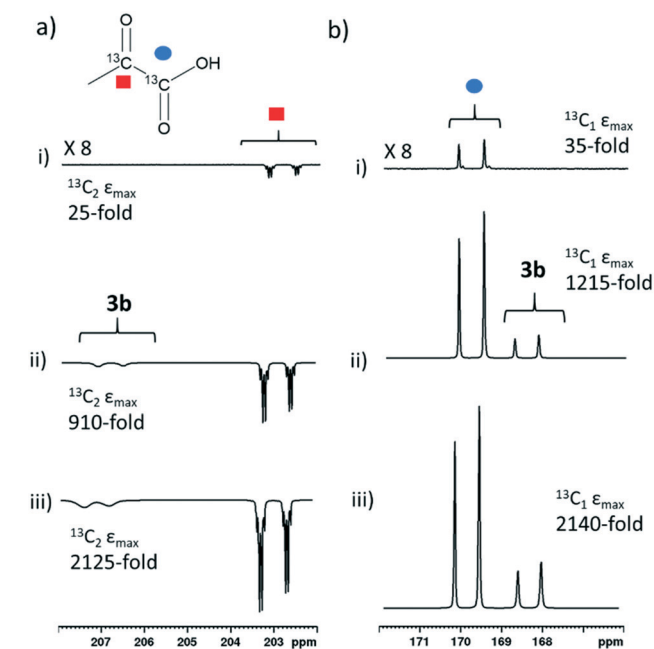 a)
b)
O
¹³C
¹³C
OH
O
i)
X 8
¹³C₂ εmax
25-fold
i)
X 8
¹³C₁ εmax
35-fold
3b
ii)
¹³C₂ εmax
910-fold
¹³C₁ εmax
1215-fold
3b
ii)
iii)
¹³C₂ εmax
2125-fold
iii)
¹³C₁ εmax
2140-fold
207 206 205 204 203 ppm
171 170 169 168 ppm